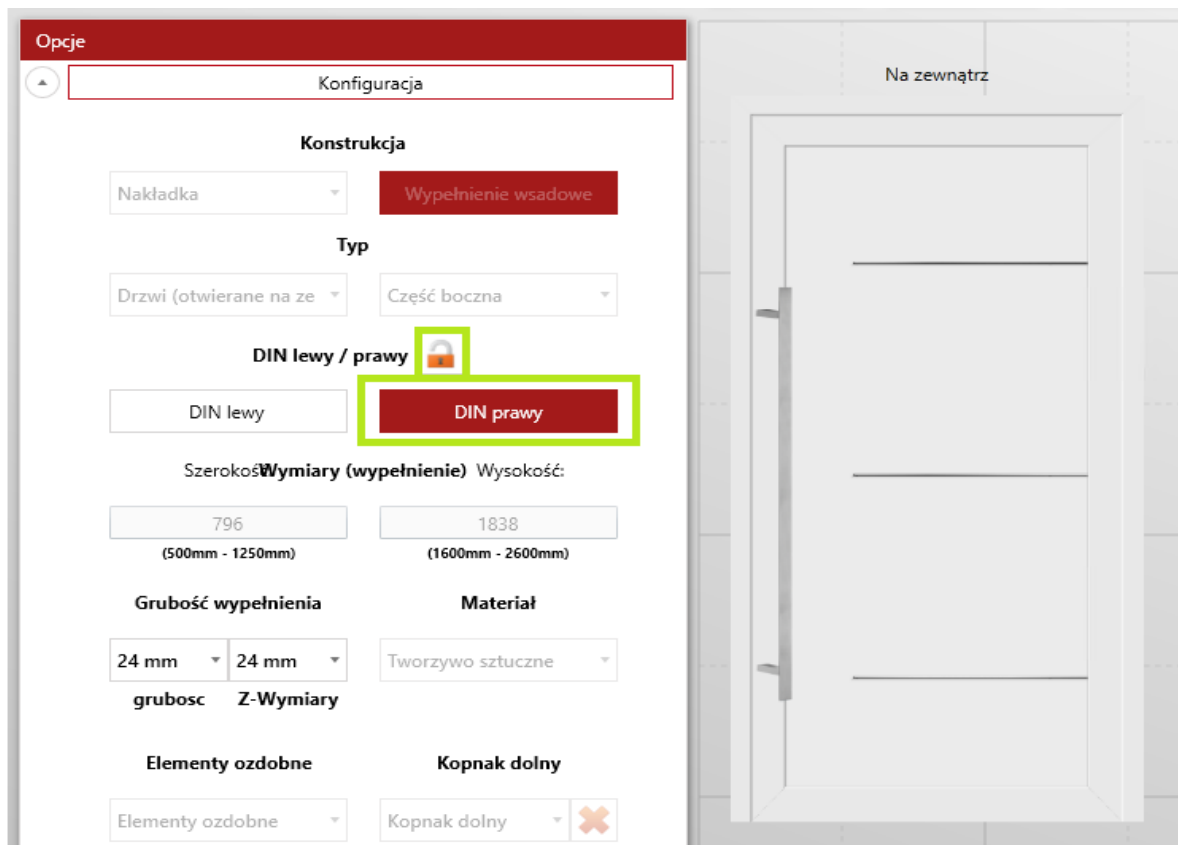 Opcje
Konfiguracja
Na zewnątrz
Konstrukcja
Nakładka
Wypełnienie wsadowe
Typ
Drzwi (otwierane na ze
Część boczna
DIN lewy / prawy
DIN lewy
DIN prawy
Szerokość Wymiary (wypełnienie) Wysokość:
796
1838
(500mm - 1250mm)
(1600mm - 2600mm)
Grubość wypełnienia
Materiał
24 mm
24 mm
Tworzywo sztuczne
grubosc
Z-Wymiary
Elementy ozdobne
Kopnak dolny
Elementy ozdobne
Kopnak dolny